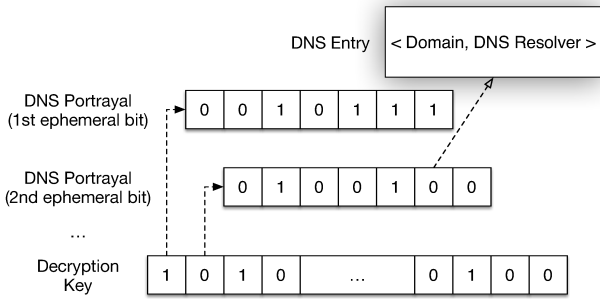 DNS Entry
< Domain, DNS Resolver >
DNS Portrayal
(1st ephemeral bit)
0 0 1 0 1 1 1
DNS Portrayal
(2nd ephemeral bit)
0 1 0 0 1 0 0
...
Decryption
Key
1 0 1 0 ... 0 1 0 0